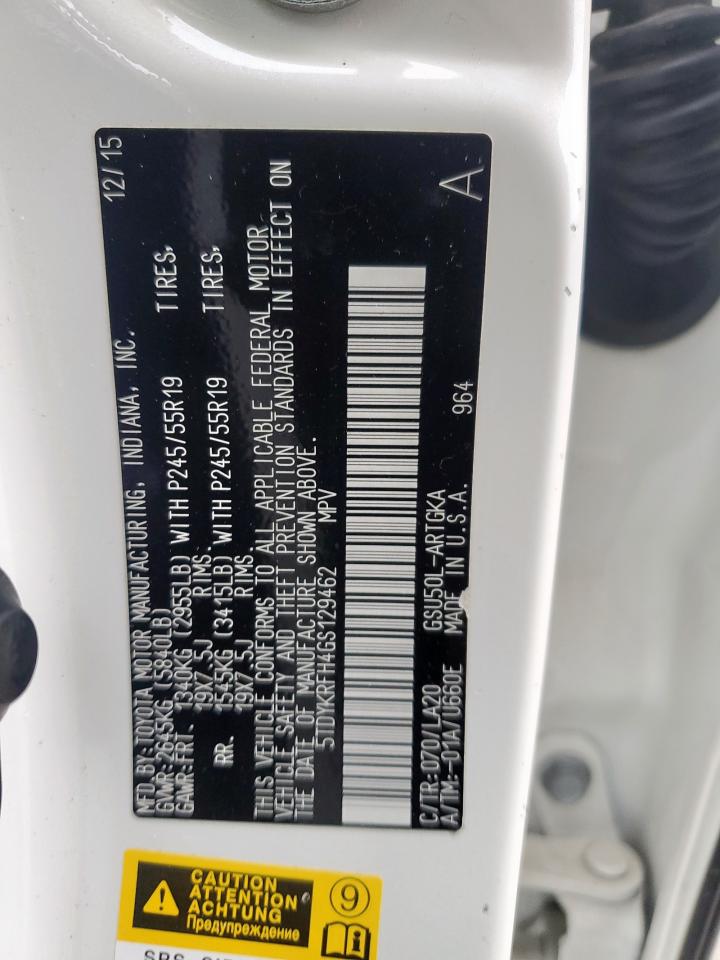 MFD. BY: TOYOTA MOTOR MANUFACTURING, INDIANA, INC. 12/15
GVWR: 2645KG (5840LB)
GAWR: FRT. 1340KG (2955LB) WITH P245/55R19 TIRES,
19X7.5J RIMS.
RR. 1545KG (3415LB) WITH P245/55R19 TIRES,
19X7.5J RIMS.
THIS VEHICLE CONFORMS TO ALL APPLICABLE FEDERAL MOTOR
VEHICLE SAFETY AND THEFT PREVENTION STANDARDS IN EFFECT ON
THE DATE OF MANUFACTURE SHOWN ABOVE.
5TDYKRFH4GS129462 MPV
C/TR: 070/LA20 GSU50L-ARTGKA
A/TM: -01A/U660E MADE IN U.S.A. 964 A
CAUTION
ATTENTION
ACHTUNG
Предупреждение
9
SRS